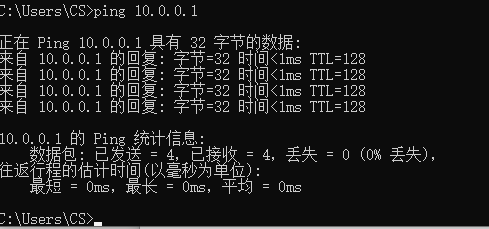 C:\Users\CS>ping 10.0.0.1
正在 Ping 10.0.0.1 具有 32 字节的数据:
来自 10.0.0.1 的回复: 字节=32 时间<1ms TTL=128
来自 10.0.0.1 的回复: 字节=32 时间<1ms TTL=128
来自 10.0.0.1 的回复: 字节=32 时间<1ms TTL=128
来自 10.0.0.1 的回复: 字节=32 时间<1ms TTL=128
10.0.0.1 的 Ping 统计信息:
数据包: 已发送 = 4, 已接收 = 4, 丢失 = 0 (0% 丢失),
往返行程的估计时间(以毫秒为单位):
最短 = 0ms, 最长 = 0ms, 平均 = 0ms
C:\Users\CS>